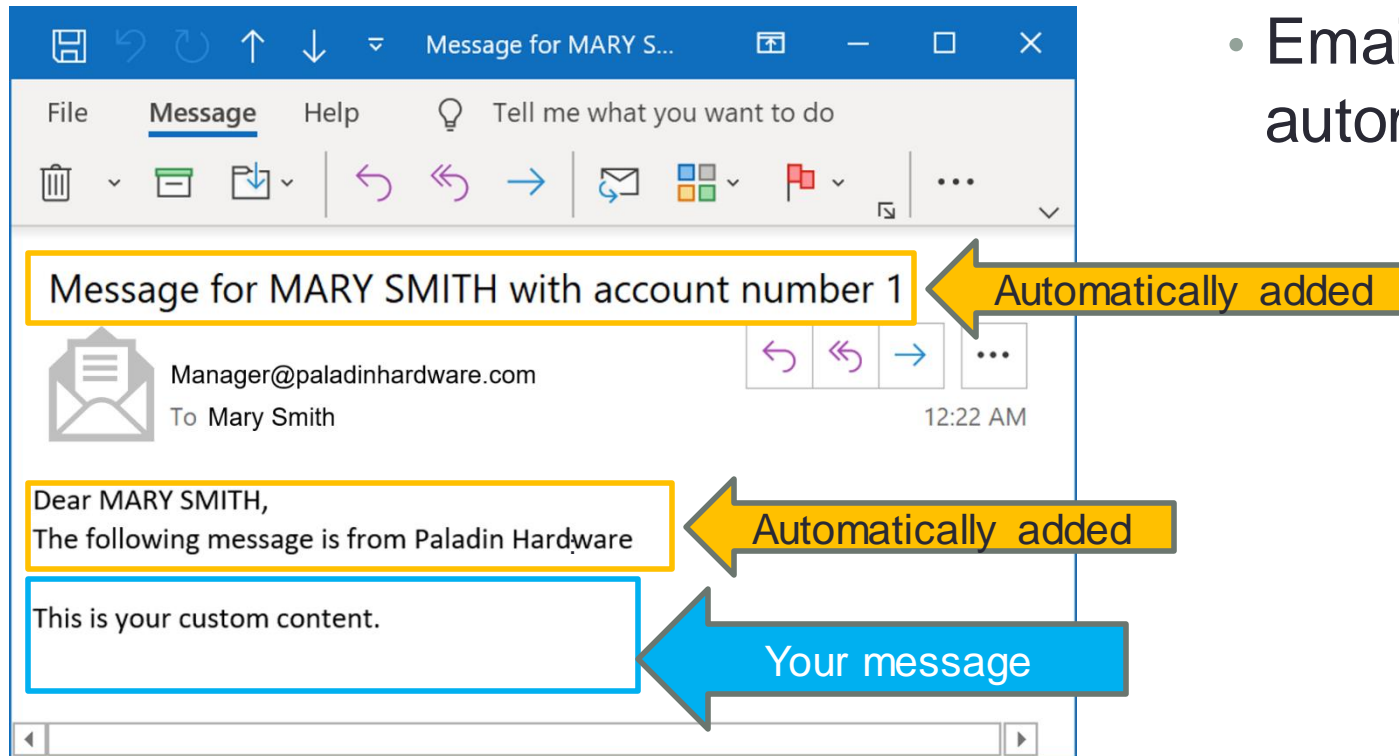 Message for MARY S...
File Message Help Tell me what you want to do
Message for MARY SMITH with account number 1
Automatically added
Manager@paladinhardware.com
To Mary Smith
12:22 AM
Dear MARY SMITH,
The following message is from Paladin Hardware
Automatically added
This is your custom content.
Your message
• Emai
autor